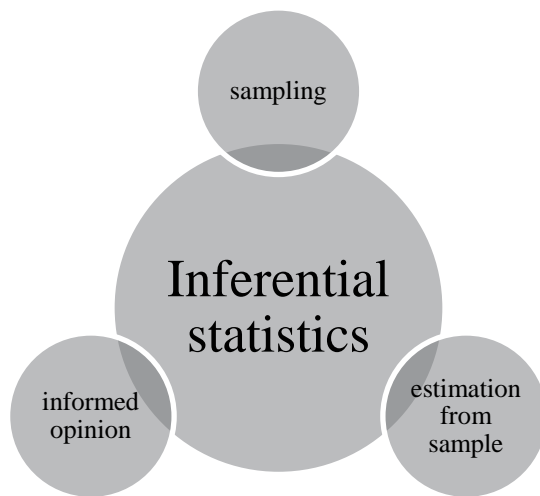 sampling
Inferential
statistics
informed
opinion
estimation
from
sample